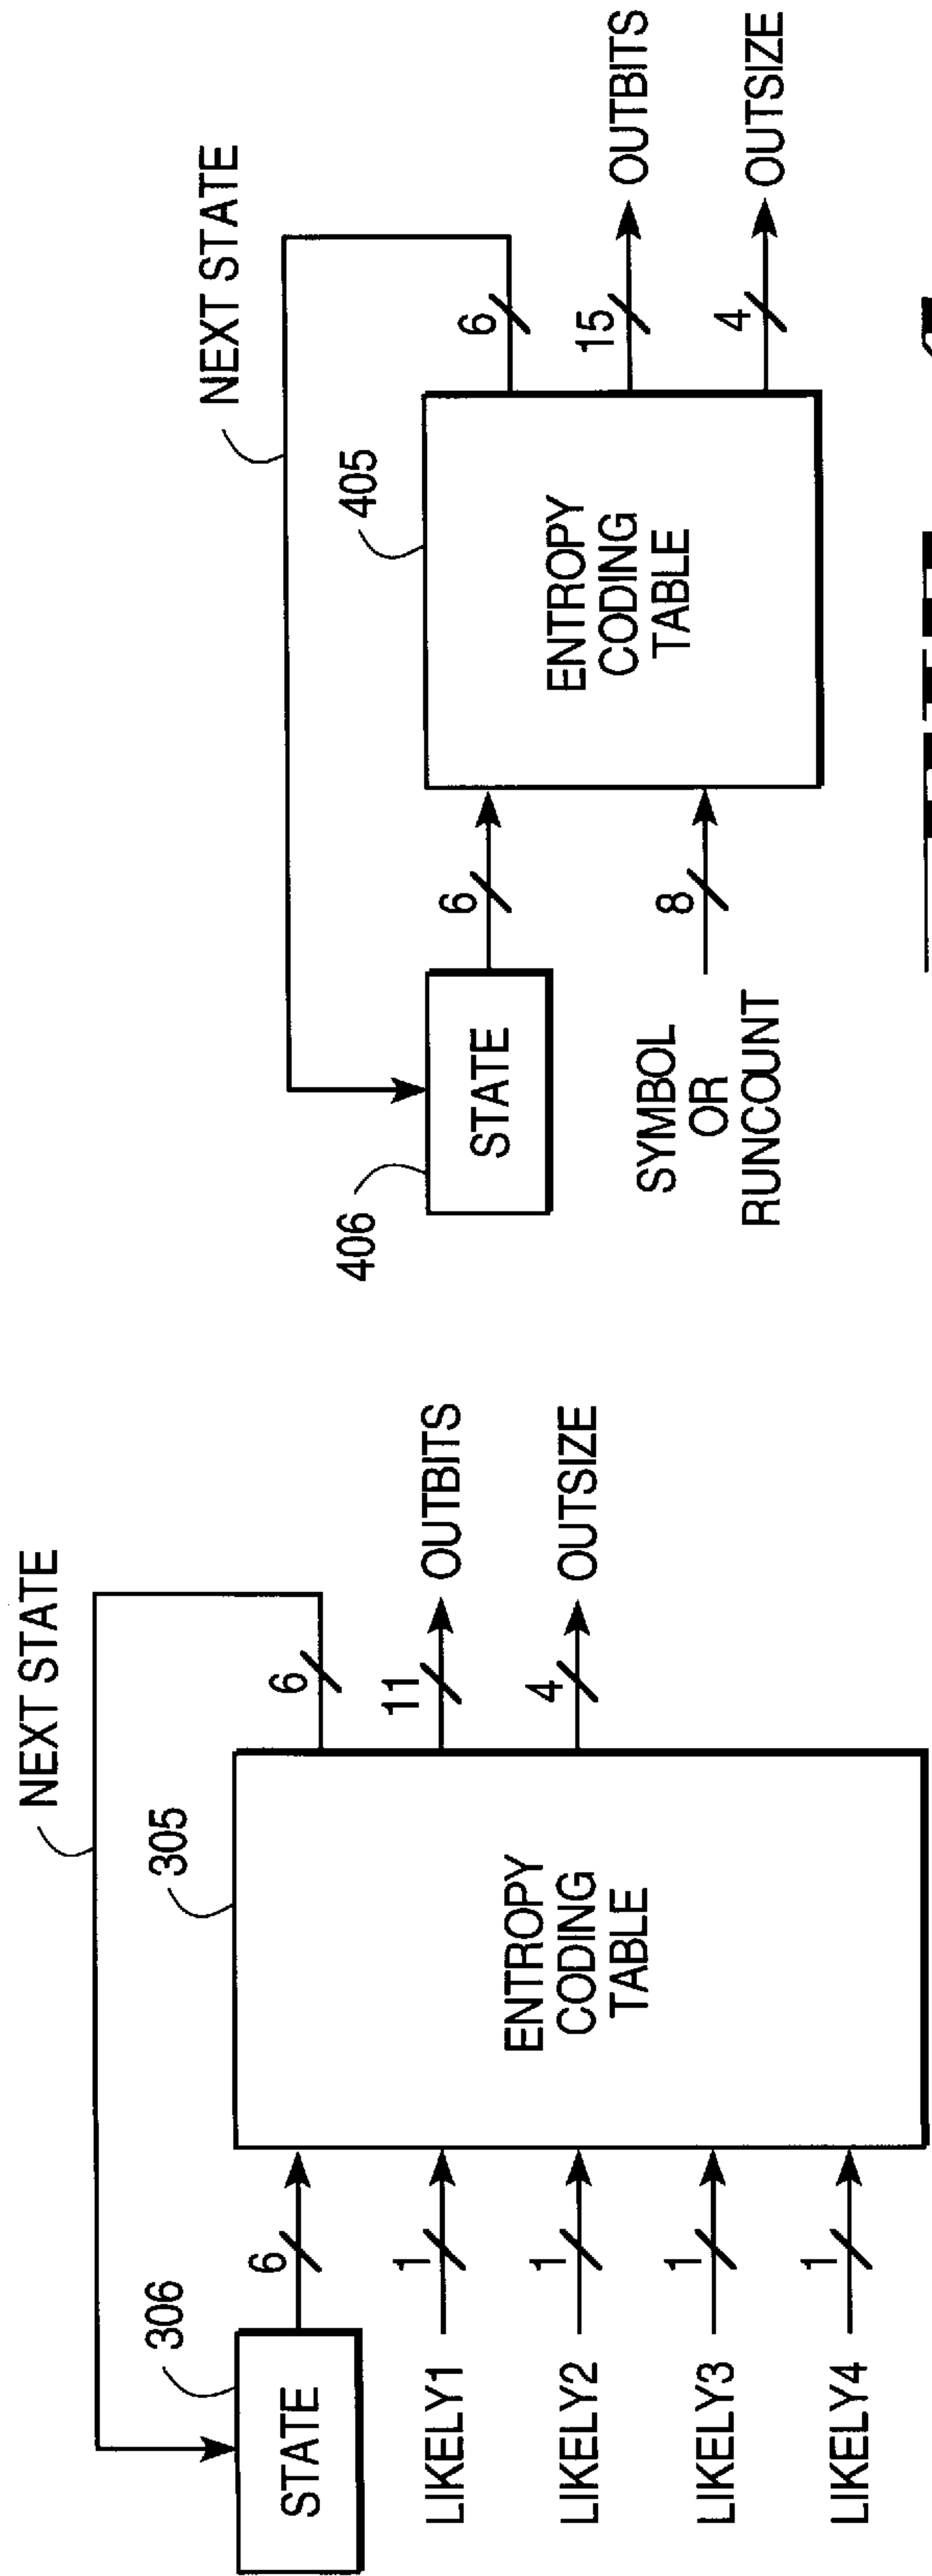 NEXT STATE
306
305
STATE
6
6
ENTROPY
CODING
TABLE
11
OUTBITS
4
OUTSIZE
LIKELY1
1
LIKELY2
1
LIKELY3
1
LIKELY4
1
NEXT STATE
406
405
STATE
6
6
ENTROPY
CODING
TABLE
15
OUTBITS
4
OUTSIZE
SYMBOL
OR
RUNCOUNT
8